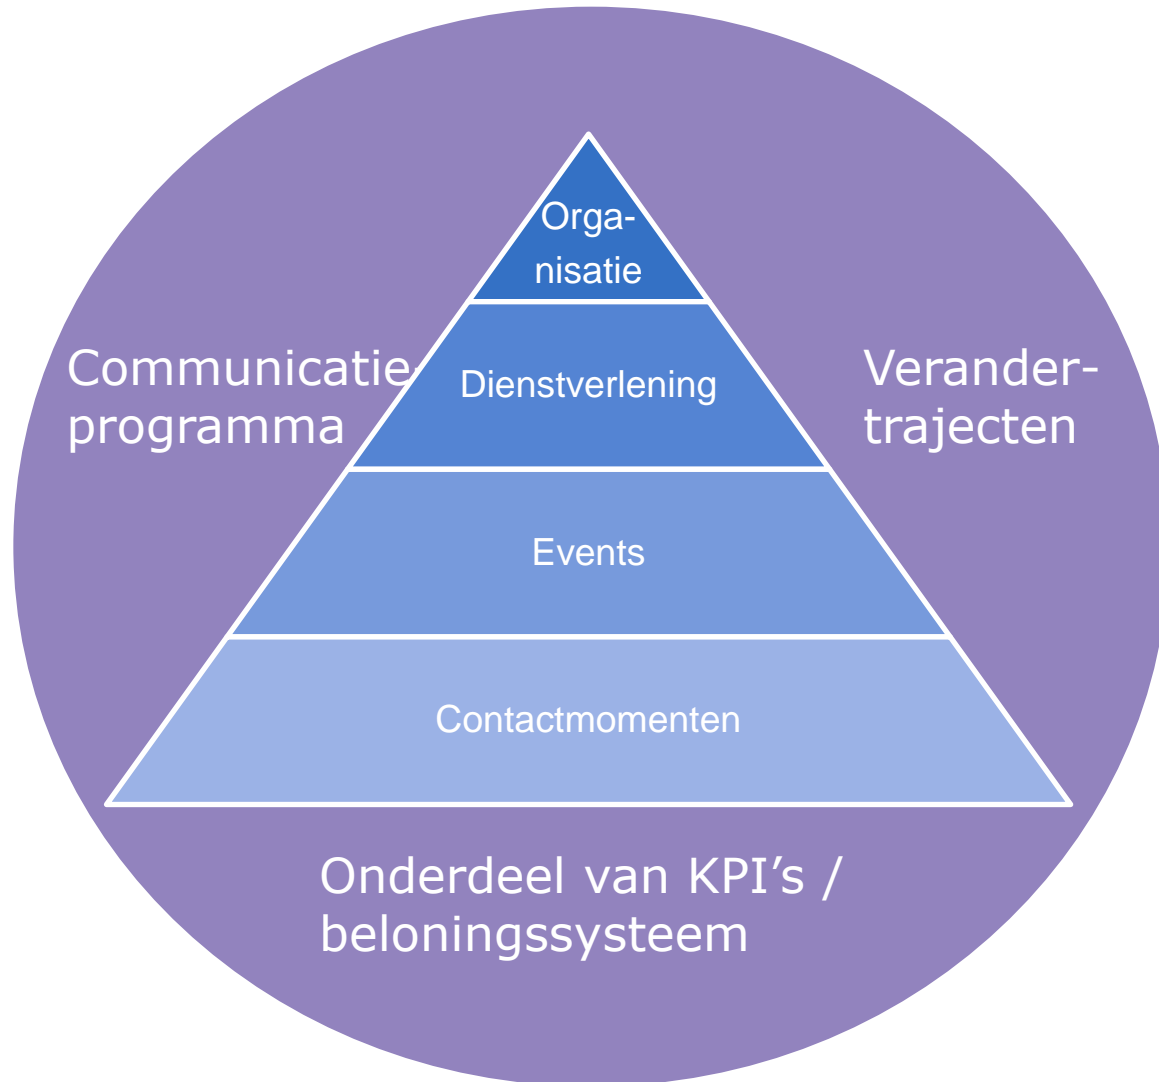 Orga-
nisatie
Communicatie-
programma
Dienstverlening
Verander-
trajecten
Events
Contactmomenten
Onderdeel van KPI’s /
beloningssysteem